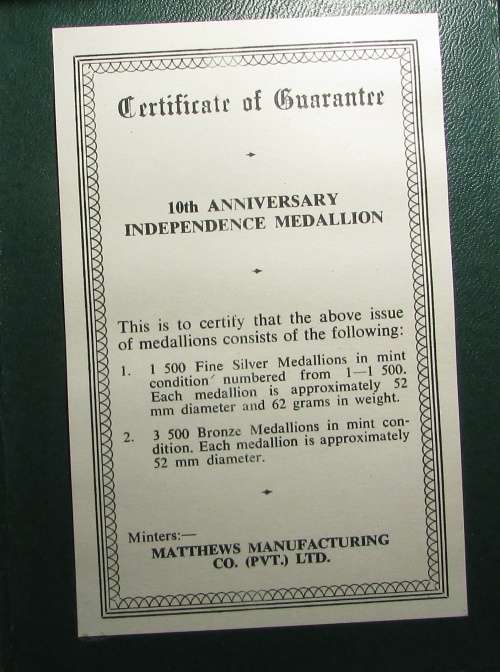 Certificate of Guarantee
10th ANNIVERSARY
INDEPENDENCE MEDALLION
This is to certify that the above issue
of medallions consists of the following:
1. 1 500 Fine Silver Medallions in mint
condition numbered from 1—1 500.
Each medallion is approximately 52
mm diameter and 62 grams in weight.
2. 3 500 Bronze Medallions in mint con-
dition. Each medallion is approximately
52 mm diameter.
Minters:—
MATTHEWS MANUFACTURING
CO. (PVT.) LTD.